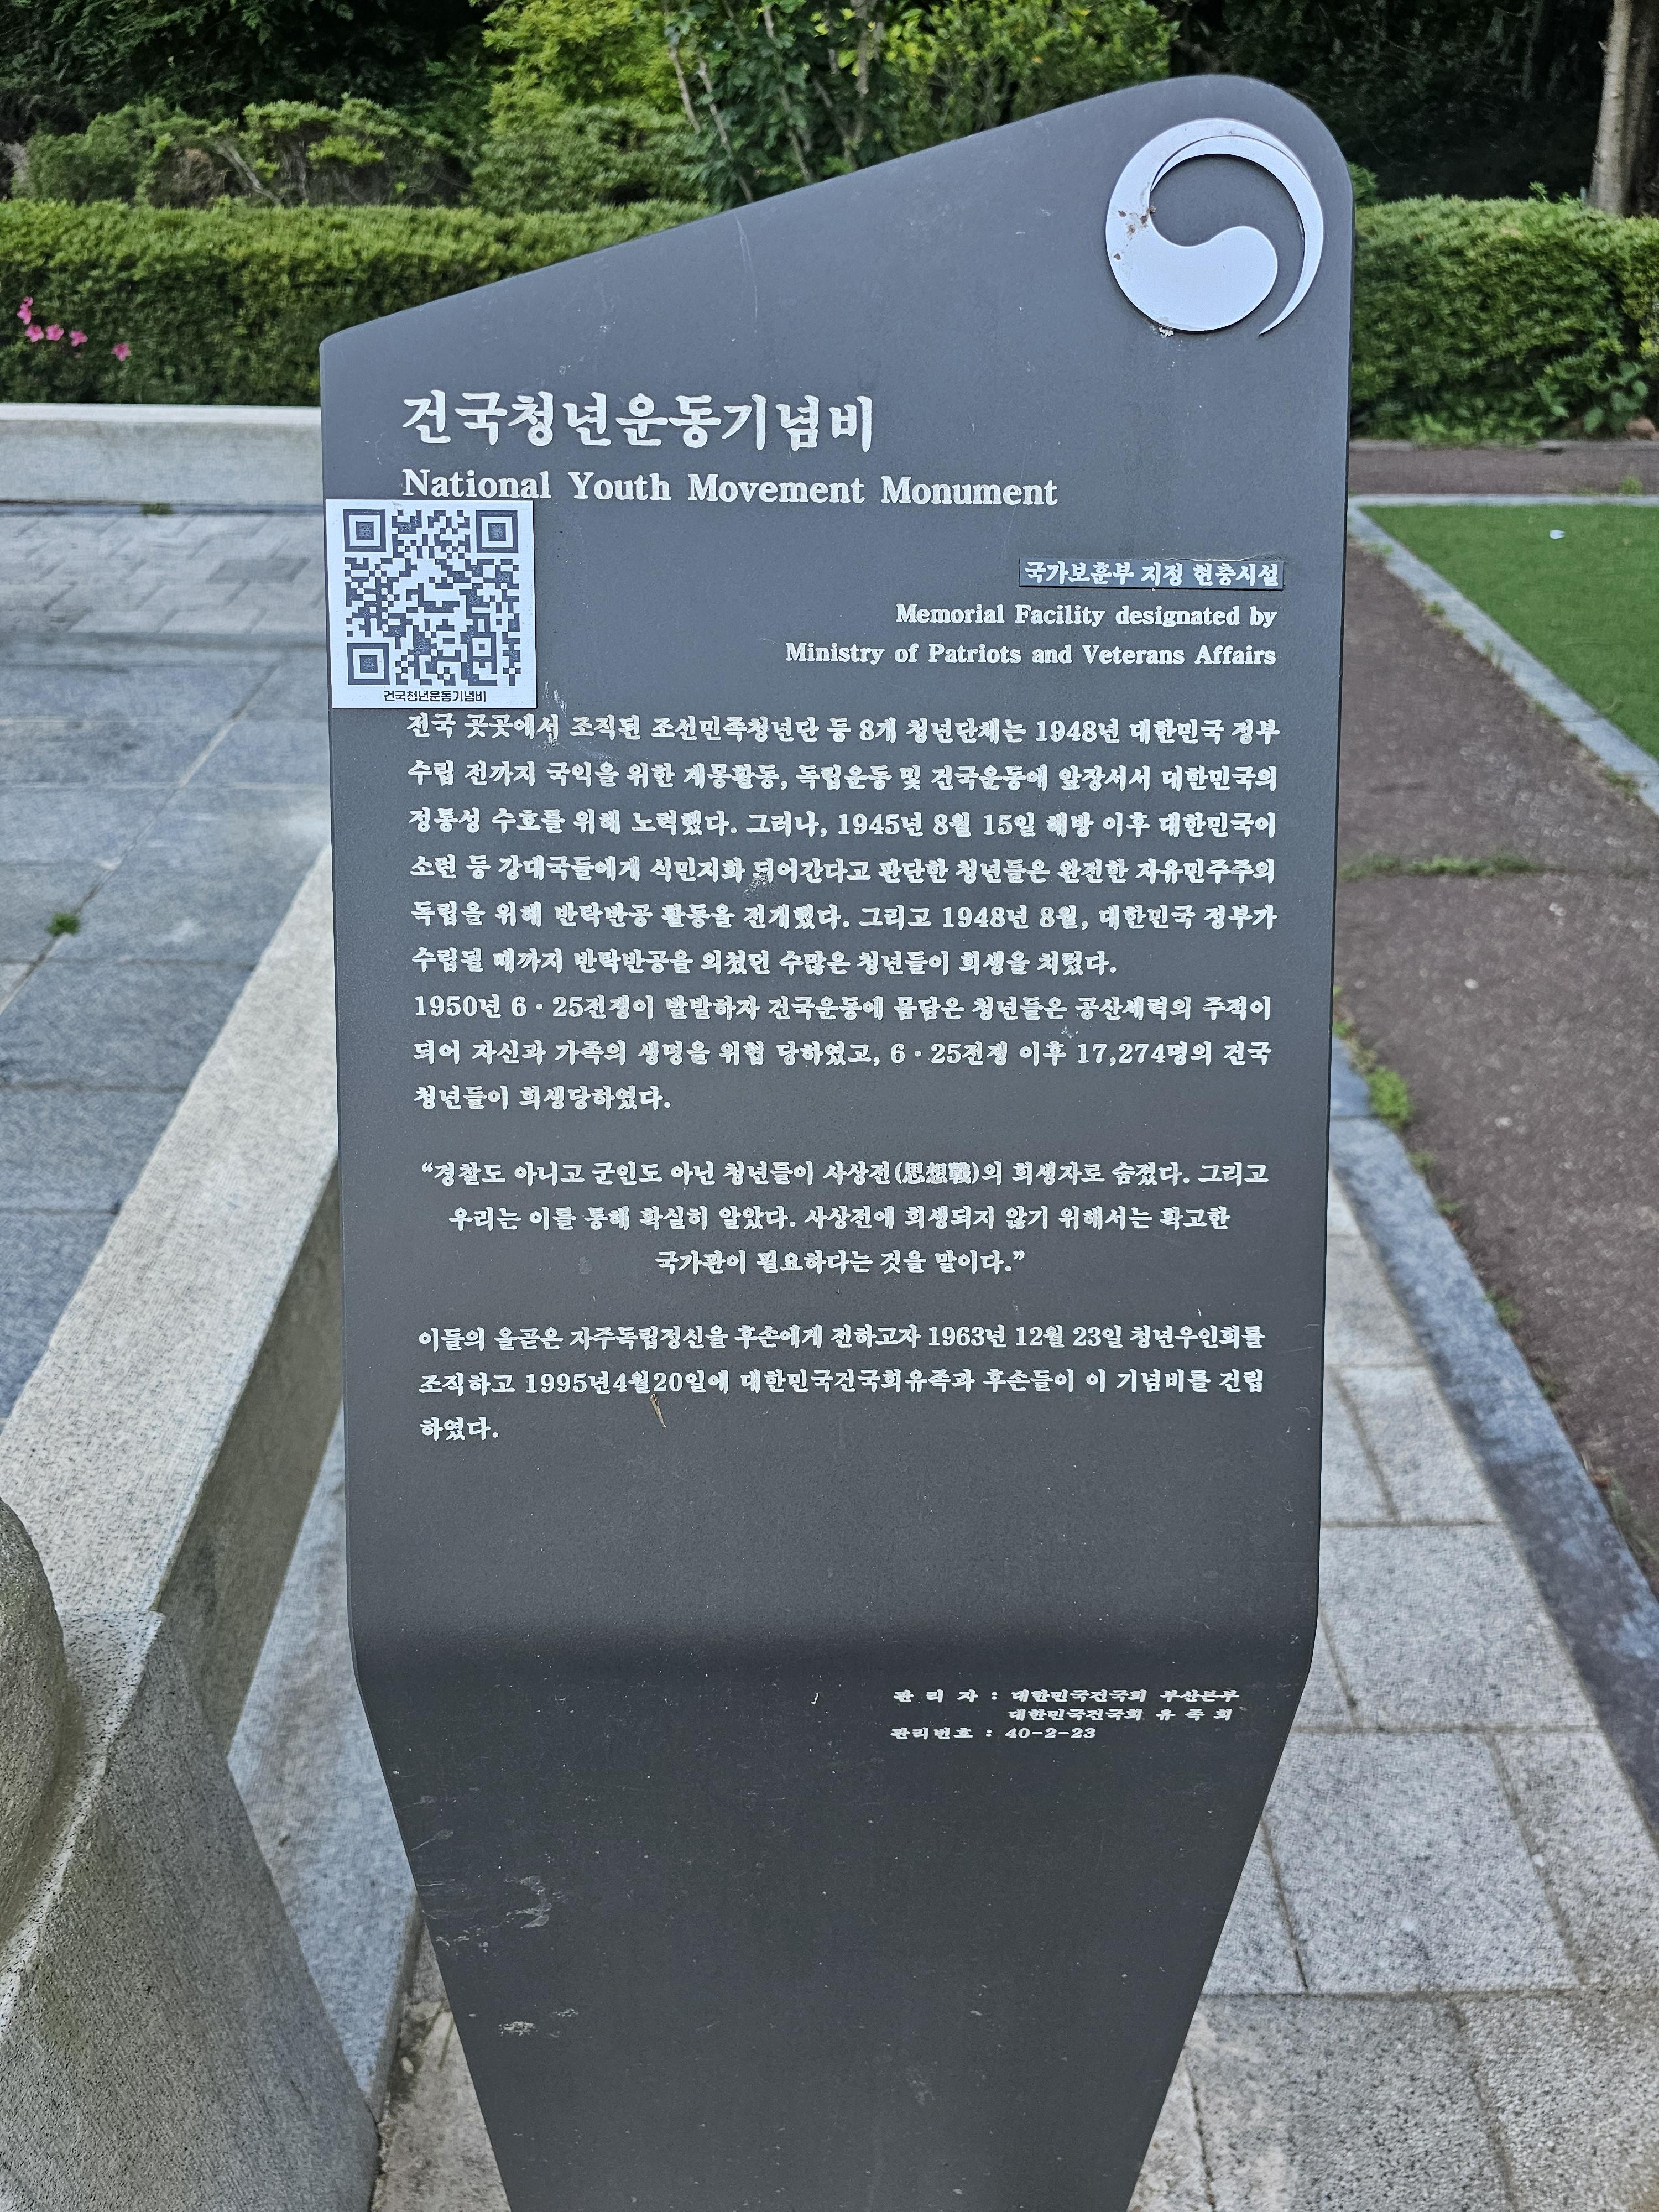 건국청년운동기념비
National Youth Movement Monument
건국청년운동기념비
국가보훈부 지정 현충시설
Memorial Facility designated by
Ministry of Patriots and Veterans Affairs
전국 곳곳에서 조직된 조선민족청년단 등 8개 청년단체는 1948년 대한민국 정부
수립 전까지 국익을 위한 계몽활동, 독립운동 및 건국운동에 앞장서서 대한민국의
정통성 수호를 위해 노력했다. 그러나, 1945년 8월 15일 해방 이후 대한민국이
소련 등 강대국들에게 식민지화 되어간다고 판단한 청년들은 완전한 자유민주주의
독립을 위해 반탁반공 활동을 전개했다. 그리고 1948년 8월, 대한민국 정부가
수립될 때까지 반탁반공을 외쳤던 수많은 청년들이 희생을 치렀다.
1950년 6·25전쟁이 발발하자 건국운동에 몸담은 청년들은 공산세력의 주적이
되어 자신과 가족의 생명을 위협 당하였고, 6·25전쟁 이후 17,274명의 건국
청년들이 희생당하였다.
“경찰도 아니고 군인도 아닌 청년들이 사상전(思想戰)의 희생자로 숨졌다. 그리고
우리는 이를 통해 확실히 알았다. 사상전에 희생되지 않기 위해서는 확고한
국가관이 필요하다는 것을 말이다.”
이들의 올곧은 자주독립정신을 후손에게 전하고자 1963년 12월 23일 청년우인회를
조직하고 1995년4월20일에 대한민국건국회유족과 후손들이 이 기념비를 건립
하였다.
관 리 자 : 대한민국건국회 부산본부
대한민국건국회 유 족 회
관리번호 : 40-2-23